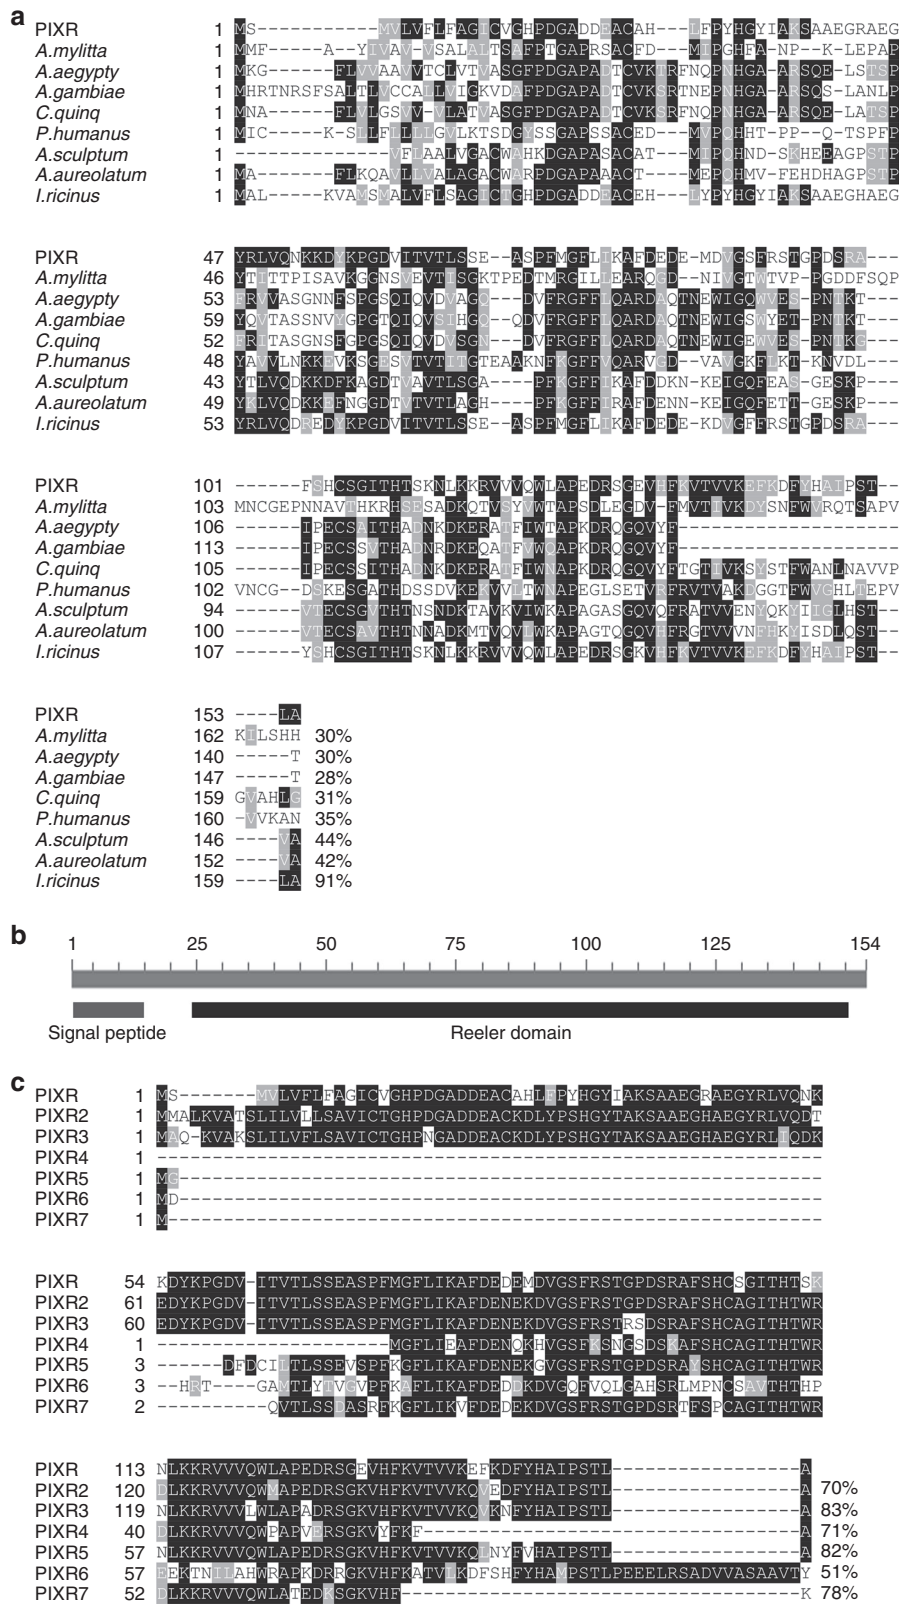 a
PIXR 1 MS-------------MVLVFLFAGICVGHPDGADDEACAH---LFPYHGYIAKSAAEGRAEG
A.mylitta 1 MMF-----A--YIVAV-VSALALTSAFPTGAPRSACFD---MIPGHFA-NP--K-LEPAP
A.aegypty 1 MKG------FLVVAAVVTCLVTVASGFPDGAPADTCVKTRFNQPNHGA-ARSQE-LSTSP
A.gambiae 1 MHRTNRSFSALTLVCCALLVIGKVDAFPDGAPADTCVKSRTNEPNHGA-ARSQS-LANLP
C.quinq 1 MNA------FLVLGSVV-VLATVASGFPDGAPADTCVKSRFNQPNHGA-ARSQE-LATSP
P.humanus 1 MIC-----K-SLLFLLLLGVLKTSDGYSSGAPSSACED---MVPQHHT-PP--Q-TSPFP
A.sculptum 1 --------------VFLAALVGACWAHKDGAPASACAT---MIPQHND-SKHEEAGPSTP
A.aureolatum 1 MA-------FLKQAVLLVALAGACWARPDGAPAAACT---MEPQHMV-FEHDHAGPSTP
I.ricinus 1 MAL-----KVAMSMALVFLSAGICTGHPDGADDEACEH---LYPYHGYIAKSAAEGHAEG
PIXR 47 YRLVQNKKDYKPGDVITVTLSSE--ASPFMGFLIKAFDEDE-MDVGSFRSTGPDSRA---
A.mylitta 46 YTITTPISAVKGGNSVEVTISGKTPEDTMRGILLEARQGD--NIVGTWTVP-PGDDFSQP
A.aegypty 53 FRVVASGNNFSPGSQIQVDVAGQ---DVFRGFFLQARDAQTNEWIGQWVES-PNTKT---
A.gambiae 59 YQVTASSNVYGPGTQIQVSIHGQ--QDVFRGFFLQARDAQTNEWIGSWYET-PNTKT---
C.quinq 52 FRITASGNSFGPGSQIQVDVSGN---DVFRGFFLQARDAQTNEWIGEWVES-PNTKG---
P.humanus 48 YAVVLNKKEVKSGESVTVTITGTEAAKNFKGFFVQARVGD--VAVGKFLKT-KNVDL---
A.sculptum 43 YTLVQDKKDFKAGDTVAVTLSGA----PFKGFFIKAFDDKN-KEIGQFEAS-GESKP---
A.aureolatum 49 YKLVQDKKEFNGGDTVTVTLAGH----PFKGFFIRAFDENN-KEIGQFETT-GESKP---
I.ricinus 53 YRLVQDREDYKPGDVITVTLSSE--ASPFMGFLIKAFDEDE-KDVGFFRSTGPDSRA---
PIXR 101 ------FSHCSGITHTSKNLKKRVVVQWLAPEDRSGEVHFKVTVVKEFKDFYHAIPST--
A.mylitta 103 MNCGEPNNAVTHKRHSESADKQTVSYVWTAPSDLEGDV-FMVTIVKDYSNFWVRQTSAPV
A.aegypty 106 ------IPECSAITHADNKDKERATFIWTAPKDRQGQVYF--------------------
A.gambiae 113 ------IPECSSVTHADNRDKEQATFVWQAPKDRQGQVYF--------------------
C.quinq 105 ------IPECSSITHADNKDKERATFIWNAPKDRQGQVYFTGTIVKSYSTFWANLNAVVP
P.humanus 102 VNCG--DSKESGATHDSSDVKEKVVLTWNAPEGLSETVRFRVTVAKDGGTFWVGHLTEPV
A.sculptum 94 ------VTECSGVTHTNSNDKTAVKVIWKAPAGASGQVQFRATVVENYQKYIIGLHST--
A.aureolatum 100 ------VTECSAVTHTNNADKMTVQVLWKAPAGTQGQVHFRGTVVVNFHKYISDLQST--
I.ricinus 107 ------YSHCSGITHTSKNLKKRVVVQWLAPEDRSGKVHFKVTVVKEFKDFYHAIPST--
PIXR 153 ----LA
A.mylitta 162 KILSHH 30%
A.aegypty 140 -----T 30%
A.gambiae 147 -----T 28%
C.quinq 159 GVAHLG 31%
P.humanus 160 -VVKAN 35%
A.sculptum 146 ----VA 44%
A.aureolatum 152 ----VA 42%
I.ricinus 159 ----LA 91%
b
1 25 50 75 100 125 154
Signal peptide Reeler domain
c
PIXR 1 MS-------MVLVFLFAGICVGHPDGADDEACAHLFPYHGYIAKSAAEGRAEGYRLVQNK
PIXR2 1 MMALKVATSLILVLLSAVICTGHPDGADDEACKDLYPSHGYTAKSAAEGHAEGYRLVQDT
PIXR3 1 MAQ-KVAKSLILVFLSAVICTGHPNGADDEACKDLYPSHGYTAKSAAEGHAEGYRLIQDK
PIXR4 1 ------------------------------------------------------------
PIXR5 1 MG----------------------------------------------------------
PIXR6 1 MD----------------------------------------------------------
PIXR7 1 M-----------------------------------------------------------
PIXR 54 KDYKPGDV-ITVTLSSEASPFMGFLIKAFDEDEMDVGSFRSTGPDSRAFSHCSGITHTSK
PIXR2 61 EDYKPGDV-ITVTLSSEASPFMGFLIKAFDENEKDVGSFRSTGPDSRAFSHCAGITHTWR
PIXR3 60 EDYKPGDV-ITVTLSSEASPFMGFLIKAFDENEKDVGSFRSTRSDSRAFSHCAGITHTWR
PIXR4 1 ---------------------MGFLIEAFDENQKHVGSFKSNGSDSKAFSHCAGITHTWR
PIXR5 3 ------DFDCILTLSSEVSPFKGFLIKAFDENEKGVGSFRSTGPDSRAYSHCAGITHTWR
PIXR6 3 --HRT----GAMTLYTVGVPFKAFLIKAFDEDDKDVGQFVQLGAHSRLMPNCSAVTHTHP
PIXR7 2 ----------QVTLSSDASRFKGFLIKVFDEDEKDVGSFRSTGPDSRTFSPCAGITHTWR
PIXR 113 NLKKRVVVQWLAPEDRSGEVHFKVTVVKEFKDFYHAIPSTL-----------------A
PIXR2 120 DLKKRVVVQWMAPEDRSGKVHFKVTVVKQVEDFYHAIPSTL-----------------A 70%
PIXR3 119 NLKKRVVVLWLAPADRSGKVHFKVTVVKQVKNFYHAIPSTL-----------------A 83%
PIXR4 40 DLKKRVVVQWPAPVERSGKVYFKF----------------------------------A 71%
PIXR5 57 NLKKRVVVQWLAPEDRSGKVHFKVTVVKQLNYFVHAIPSTL-----------------A 82%
PIXR6 57 EEKTNILAHWRAPKDRRGKVHFKATVLKDFSHFYHAMPSTLPEEELRSADVVASAAVTY 51%
PIXR7 52 DLKKRVVVQWLATEDKSGKVHF------------------------------------K 78%